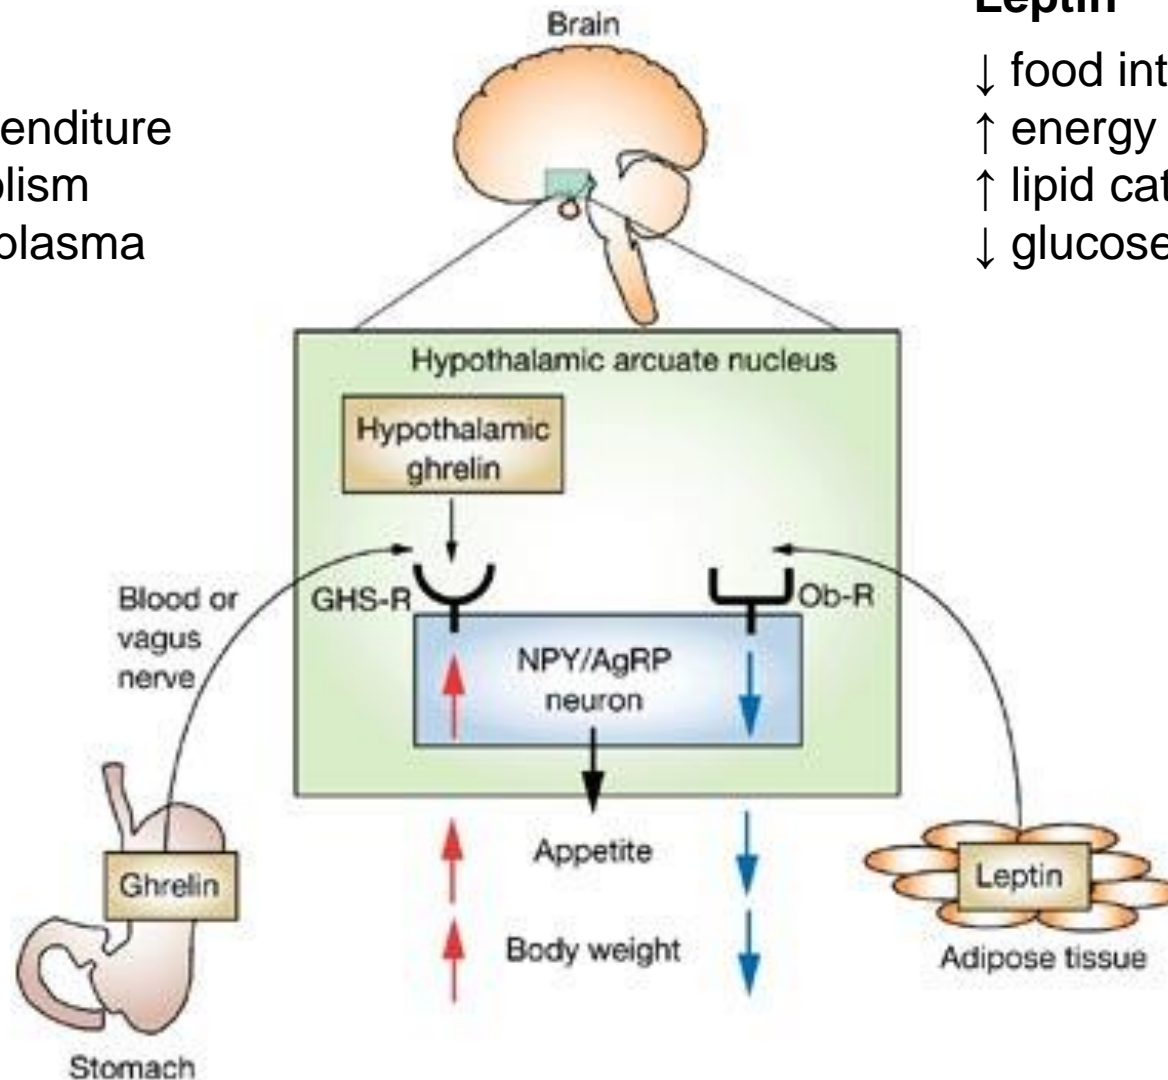 Brain
enditure
olism
plasma
Leptin
↓ food int
↑ energy
↑ lipid cat
↓ glucose
Hypothalamic arcuate nucleus
Hypothalamic
ghrelin
Blood or
vagus
nerve
GHS-R
Ob-R
NPY/AgRP
neuron
Appetite
Body weight
Ghrelin
Stomach
Leptin
Adipose tissue